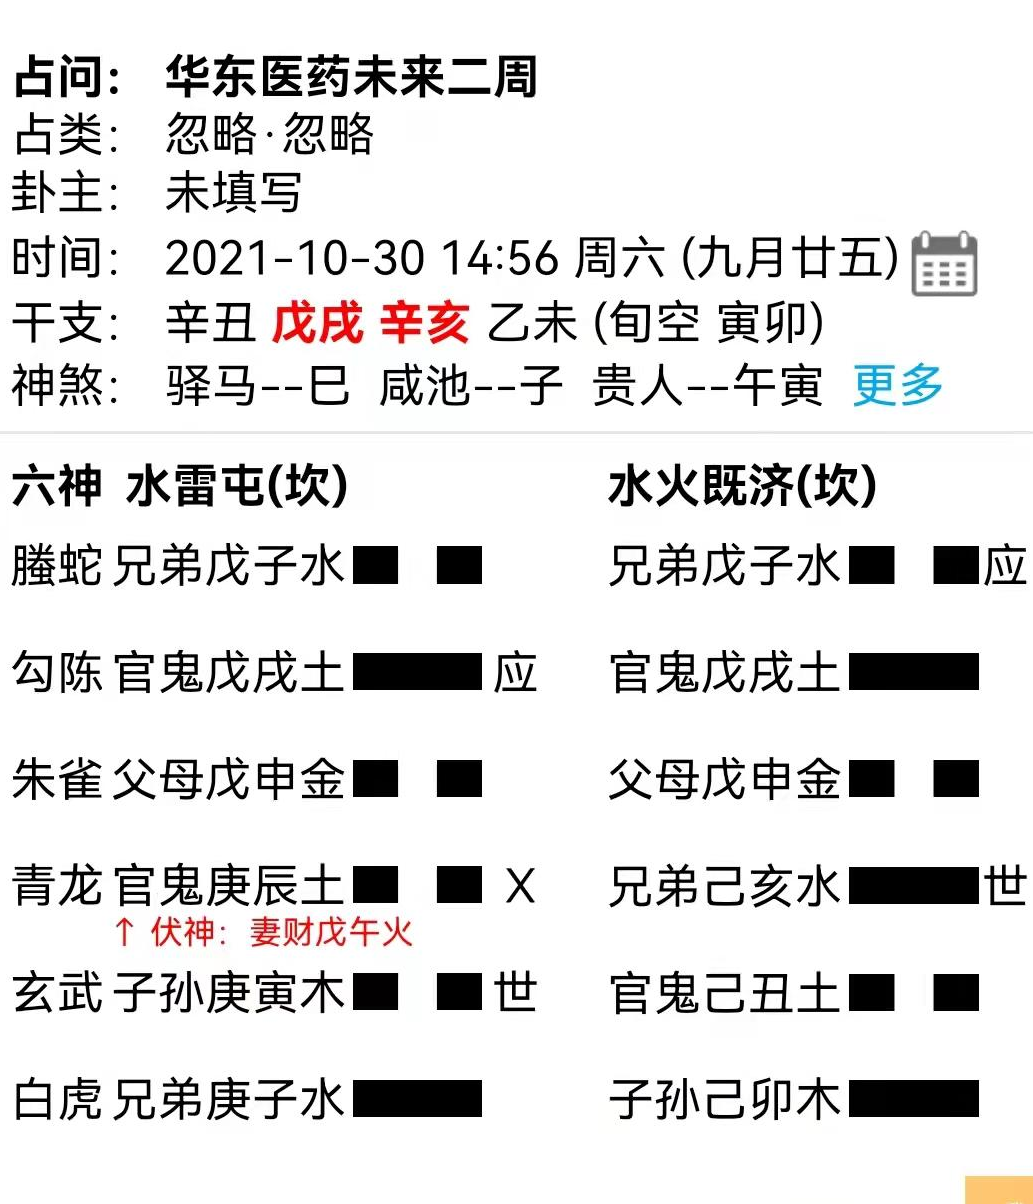 占问： 华东医药未来二周
占类： 忽略·忽略
卦主： 未填写
时间： 2021-10-30 14:56 周六 (九月廿五)
干支： 辛丑 戊戌 辛亥 乙未 (旬空 寅卯)
神煞： 驿马--巳 咸池--子 贵人--午寅 更多
六神 水雷屯(坎) 水火既济(坎)
螣蛇 兄弟戊子水 兄弟戊子水 应
勾陈 官鬼戊戌土 应 官鬼戊戌土
朱雀 父母戊申金 父母戊申金
青龙 官鬼庚辰土 X 兄弟己亥水 世
↑ 伏神：妻财戊午火
玄武 子孙庚寅木 世 官鬼己丑土
白虎 兄弟庚子水 子孙己卯木